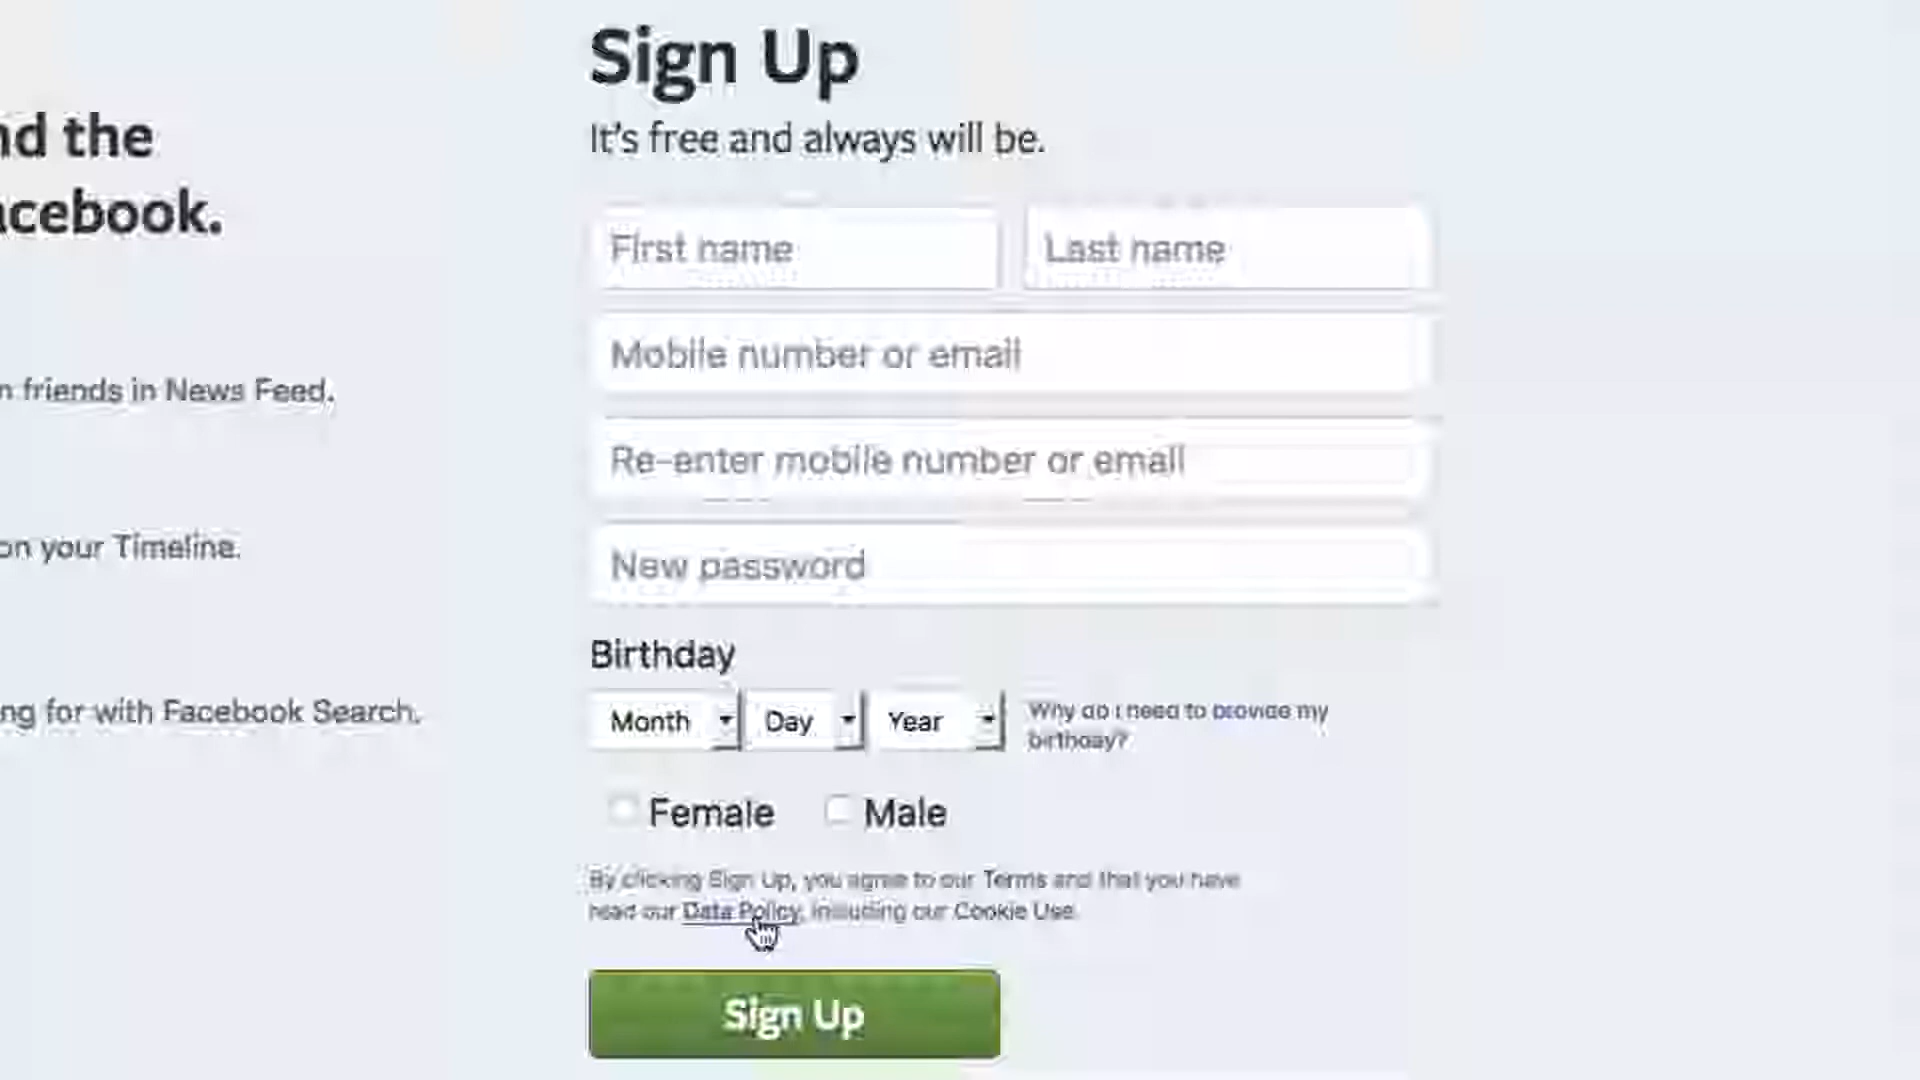 Sign Up
nd the
It's free and always will be.
acebook.
First name
Last name
Mobile number or email
n friends in News Feed.
Re-enter mobile number or email
on your Timeline.
New password
Birthday
ng for with Facebook Search.
Month
Day
Year
Why do I need to provide my
birthday?
Female
Male
By clicking Sign Up, you agree to our Terms and that you have
read our Data Policy, including our Cookie Use.
Sign Up